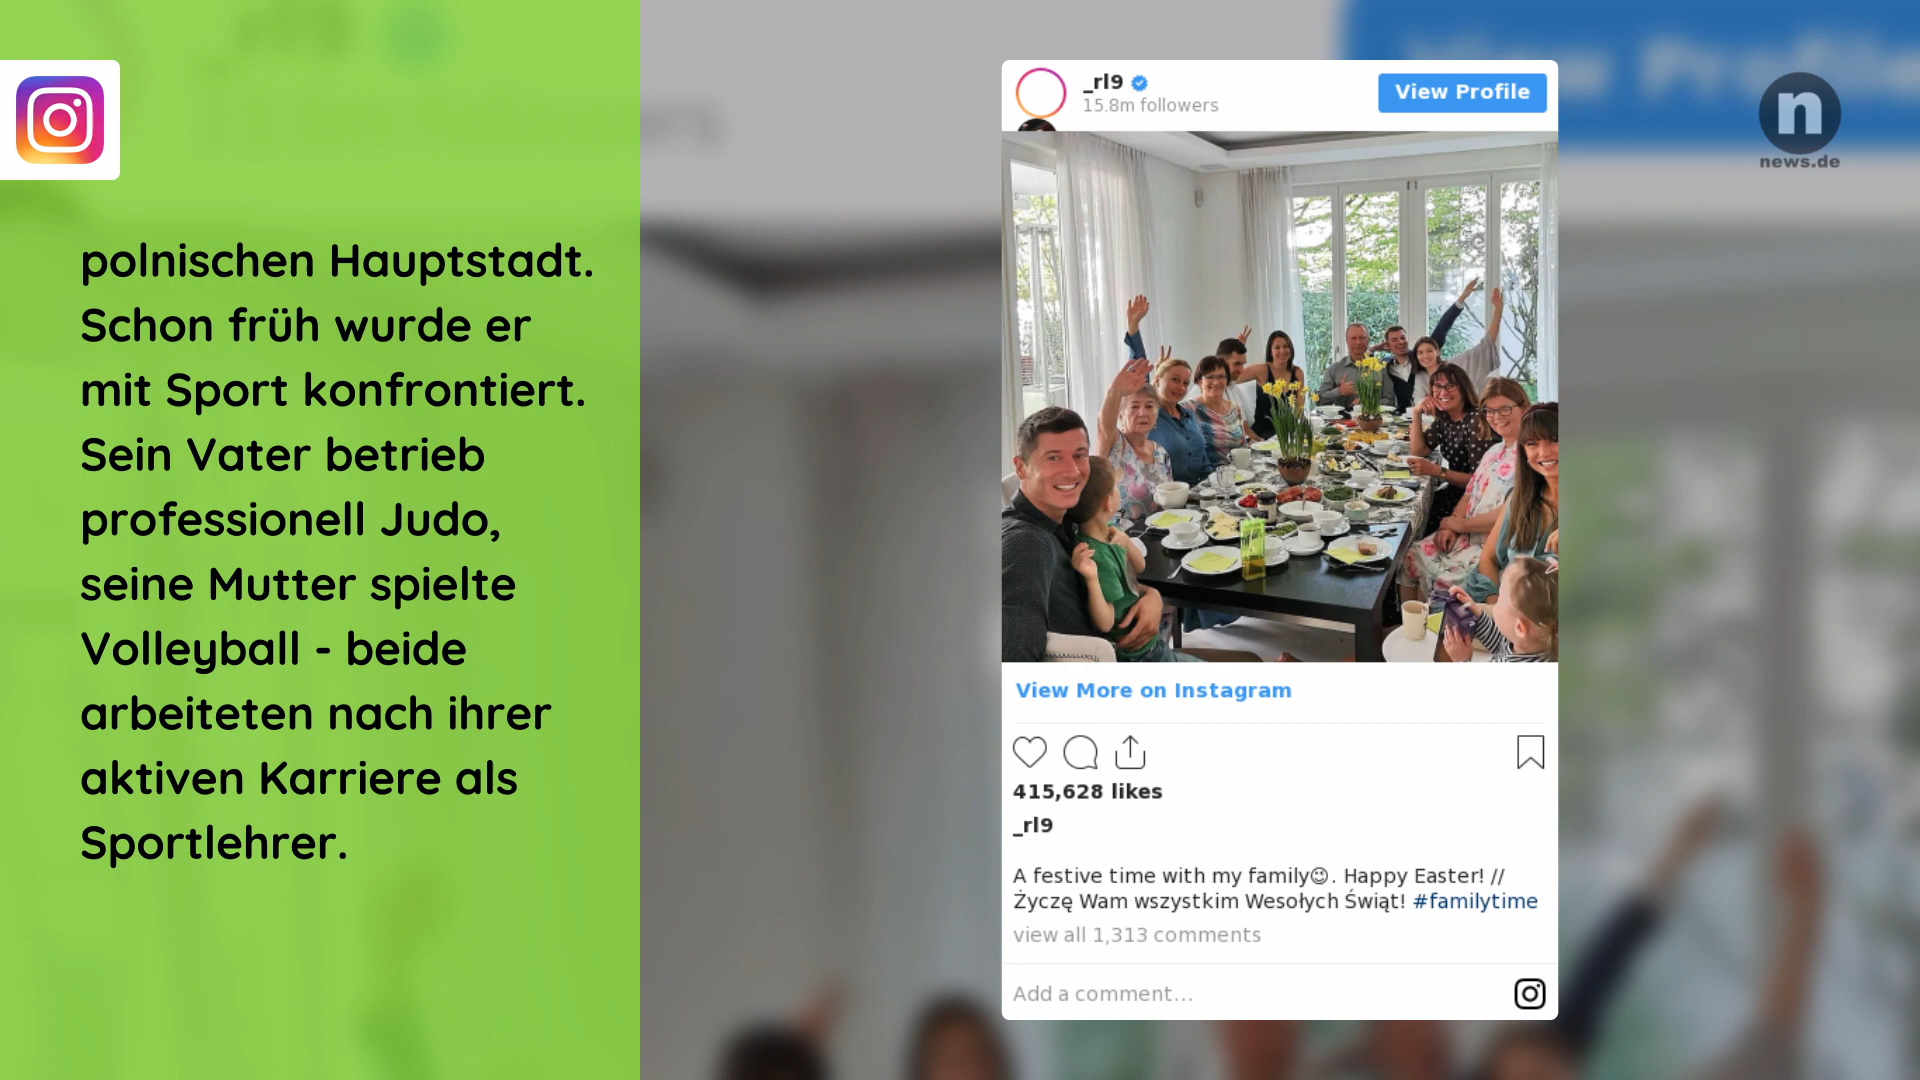 polnischen Hauptstadt.
Schon früh wurde er
mit Sport konfrontiert.
Sein Vater betrieb
professionell Judo,
seine Mutter spielte
Volleyball - beide
arbeiteten nach ihrer
aktiven Karriere als
Sportlehrer.
_rl9
15.8m followers
View Profile
n
news.de
View More on Instagram
415,628 likes
_rl9
A festive time with my family😉. Happy Easter! //
Życzę Wam wszystkim Wesołych Świąt! #familytime
view all 1,313 comments
Add a comment...